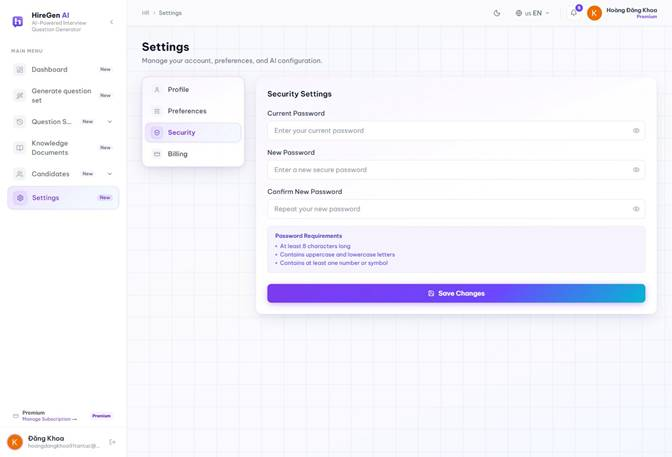 HireGen AI
AI-Powered Interview
Question Generator
MAIN MENU
Dashboard
New
Generate question
set
New
Question S...
New
Knowledge
Documents
New
Candidates
New
Settings
New
Premium
Manage Subscription →
Premium
K
Đăng Khoa
HR > Settings
us EN
6
K
Hoàng Đăng Khoa
Premium
Settings
Manage your account, preferences, and AI configuration.
Profile
Preferences
Security
Billing
Security Settings
Current Password
Enter your current password
New Password
Enter a new secure password
Confirm New Password
Repeat your new password
Password Requirements
• At least 8 characters long
• Contains uppercase and lowercase letters
• Contains at least one number or symbol
Save Changes